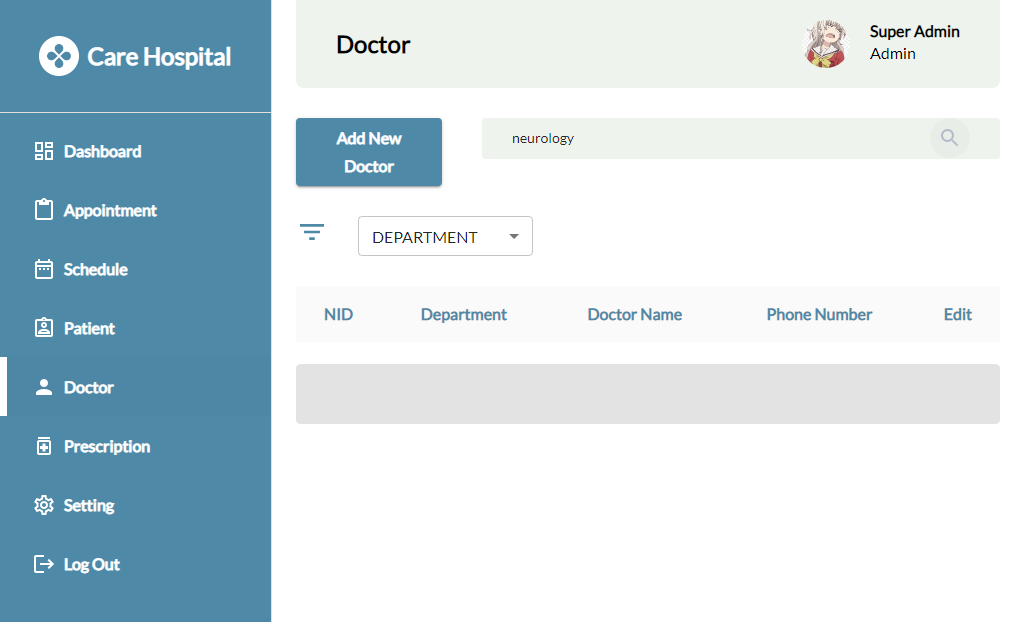 Care Hospital
Dashboard
Appointment
Schedule
Patient
Doctor
Prescription
Setting
Log Out
Doctor
Super Admin
Admin
Add New
Doctor
neurology
DEPARTMENT
NID Department Doctor Name Phone Number Edit